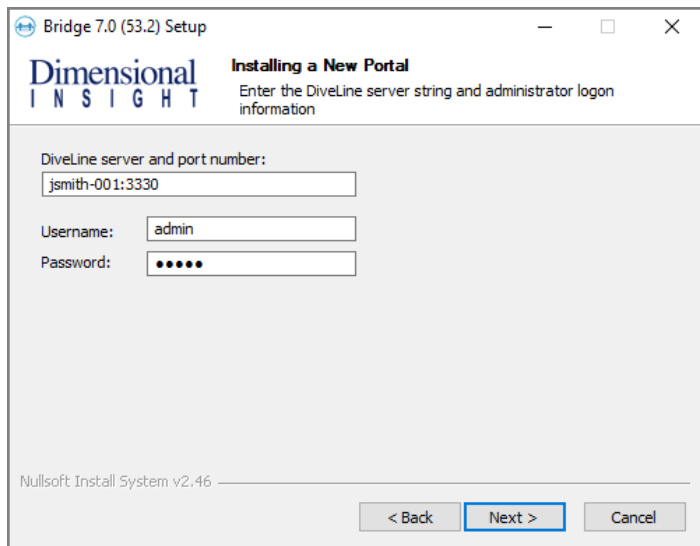 Bridge 7.0 (53.2) Setup
Dimensional
INSIGHT
Installing a New Portal
Enter the DiveLine server string and administrator logon
information
DiveLine server and port number:
jsmith-001:3330
Username:
admin
Password:
●●●●●
Nullsoft Install System v2.46
< Back
Next >
Cancel